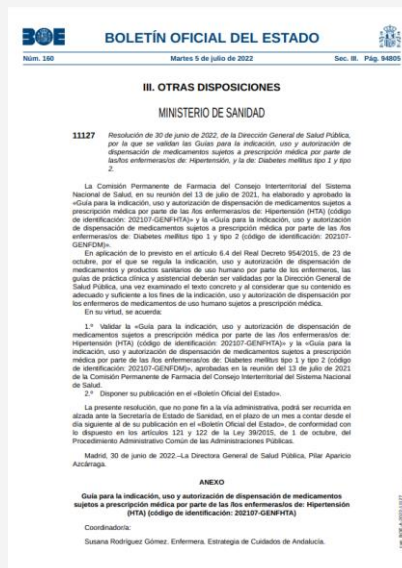 BOE
BOLETÍN OFICIAL DEL ESTADO
Núm. 160
Martes 5 de julio de 2022
Sec. III. Pág. 94805
III. OTRAS DISPOSICIONES
MINISTERIO DE SANIDAD
11127
Resolución de 30 de junio de 2022, de la Dirección General de Salud Pública,
por la que se validan las Guías para la indicación, uso y autorización de
dispensación de medicamentos sujetos a prescripción médica por parte de
las/los enfermeras/os de: Hipertensión, y la de: Diabetes mellitus tipo 1 y tipo
2.
La Comisión Permanente de Farmacia del Consejo Interterritorial del Sistema
Nacional de Salud, en su reunión del 13 de julio de 2021, ha elaborado y aprobado la
«Guía para la indicación, uso y autorización de dispensación de medicamentos sujetos a
prescripción médica por parte de las /los enfermeras/os de: Hipertensión (HTA) (código
de identificación: 202107-GENFHTA)» y la «Guía para la indicación, uso y autorización
de dispensación de medicamentos sujetos a prescripción médica por parte de las /los
enfermeras/os de: Diabetes mellitus tipo 1 y tipo 2 (código de identificación: 202107-
GENFDM)».
En aplicación de lo previsto en el artículo 6.4 del Real Decreto 954/2015, de 23 de
octubre, por el que se regula la indicación, uso y autorización de dispensación de
medicamentos y productos sanitarios de uso humano por parte de los enfermeros, las
guías de práctica clínica y asistencial deberán ser validadas por la Dirección General de
Salud Pública, una vez examinado el texto concreto y al considerar que su contenido es
adecuado y suficiente a los fines de la indicación, uso y autorización de dispensación por
los enfermeros de medicamentos de uso humano sujetos a prescripción médica.
En su virtud, se acuerda:
1.º Validar la «Guía para la indicación, uso y autorización de dispensación de
medicamentos sujetos a prescripción médica por parte de las /los enfermeras/os de:
Hipertensión (HTA) (código de identificación: 202107-GENFHTA)» y la «Guía para la
indicación, uso y autorización de dispensación de medicamentos sujetos a prescripción
médica por parte de las /los enfermeras/os de: Diabetes mellitus tipo 1 y tipo 2 (código
de identificación: 202107-GENFDM)», aprobadas en la reunión del 13 de julio de 2021
de la Comisión Permanente de Farmacia del Consejo Interterritorial del Sistema Nacional
de Salud.
2.º Disponer su publicación en el «Boletín Oficial del Estado».
La presente resolución, que no pone fin a la vía administrativa, podrá ser recurrida en
alzada ante la Secretaría de Estado de Sanidad, en el plazo de un mes a contar desde el
día siguiente al de su publicación en el «Boletín Oficial del Estado», de conformidad con
lo dispuesto en los artículos 121 y 122 de la Ley 39/2015, de 1 de octubre, del
Procedimiento Administrativo Común de las Administraciones Públicas.
Madrid, 30 de junio de 2022.–La Directora General de Salud Pública, Pilar Aparicio
Azcárraga.
ANEXO
Guía para la indicación, uso y autorización de dispensación de medicamentos
sujetos a prescripción médica por parte de las /los enfermeras/os de: Hipertensión
(HTA) (código de identificación: 202107-GENFHTA)
Coordinador/a:
Susana Rodríguez Gómez. Enfermera. Estrategia de Cuidados de Andalucía.